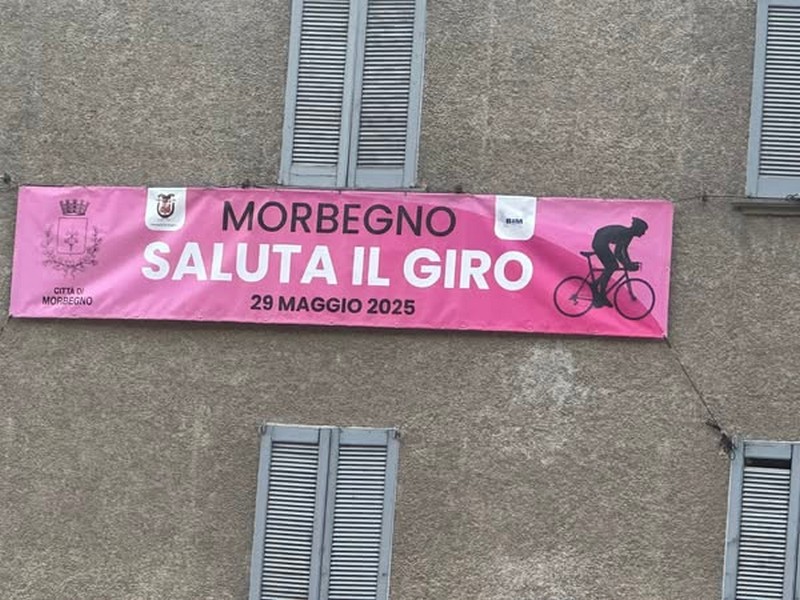 MORBEGNO
SALUTA IL GIRO
29 MAGGIO 2025
CITTÀ DI
MORBEGNO
BIM